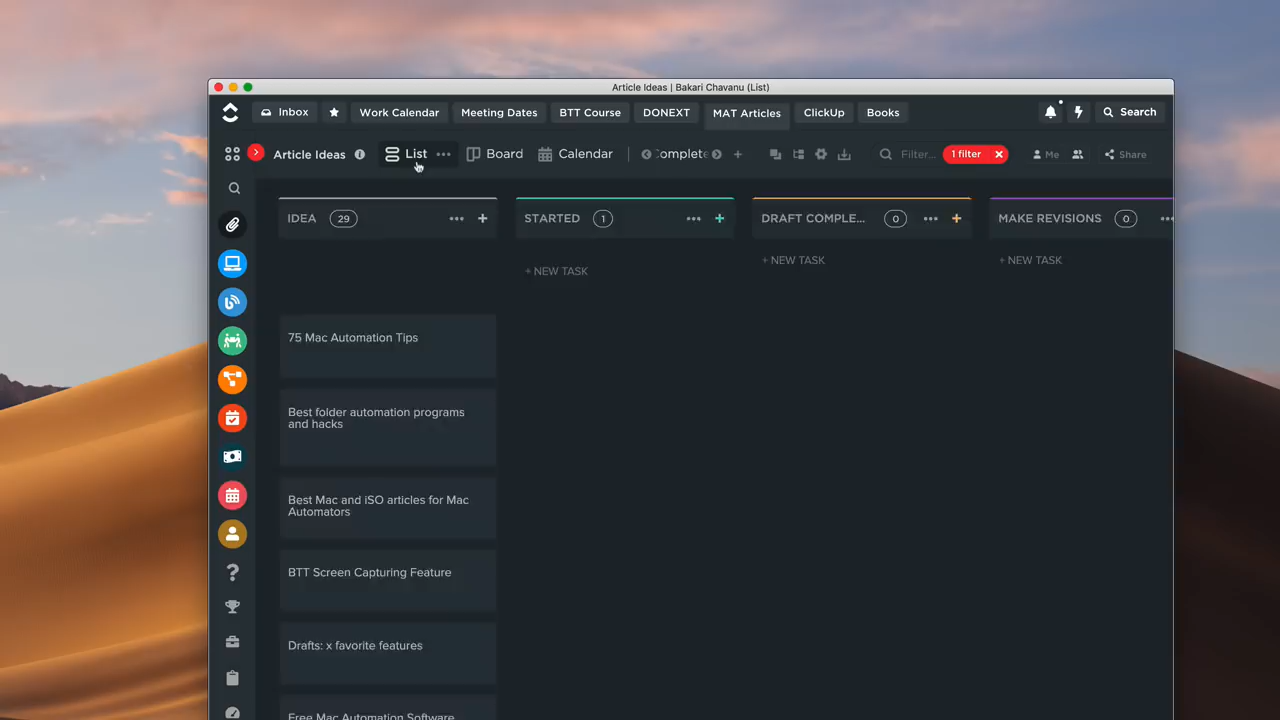 Article Ideas | Bakari Chavanu (List)
Inbox
Work Calendar
Meeting Dates
BTT Course
DONEXT
MAT Articles
ClickUp
Books
Search
Article Ideas
List
Board
Calendar
Complete
Filter...
1 filter
Me
Share
IDEA 29
STARTED 1
DRAFT COMPLE... 0
MAKE REVISIONS 0
+ NEW TASK
+ NEW TASK
+ NEW TASK
75 Mac Automation Tips
Best folder automation programs
and hacks
Best Mac and iSO articles for Mac
Automators
BTT Screen Capturing Feature
Drafts: x favorite features
Free Mac Automation Software